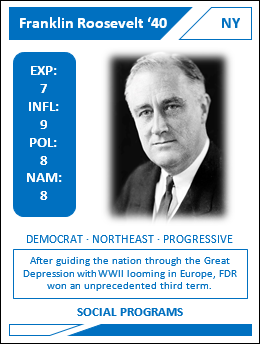 Franklin Roosevelt ‘40
NY
EXP:
7
INFL:
9
POL:
8
NAM:
8
DEMOCRAT · NORTHEAST · PROGRESSIVE
After guiding the nation through the Great
Depression with WWII looming in Europe, FDR
won an unprecedented third term.
SOCIAL PROGRAMS